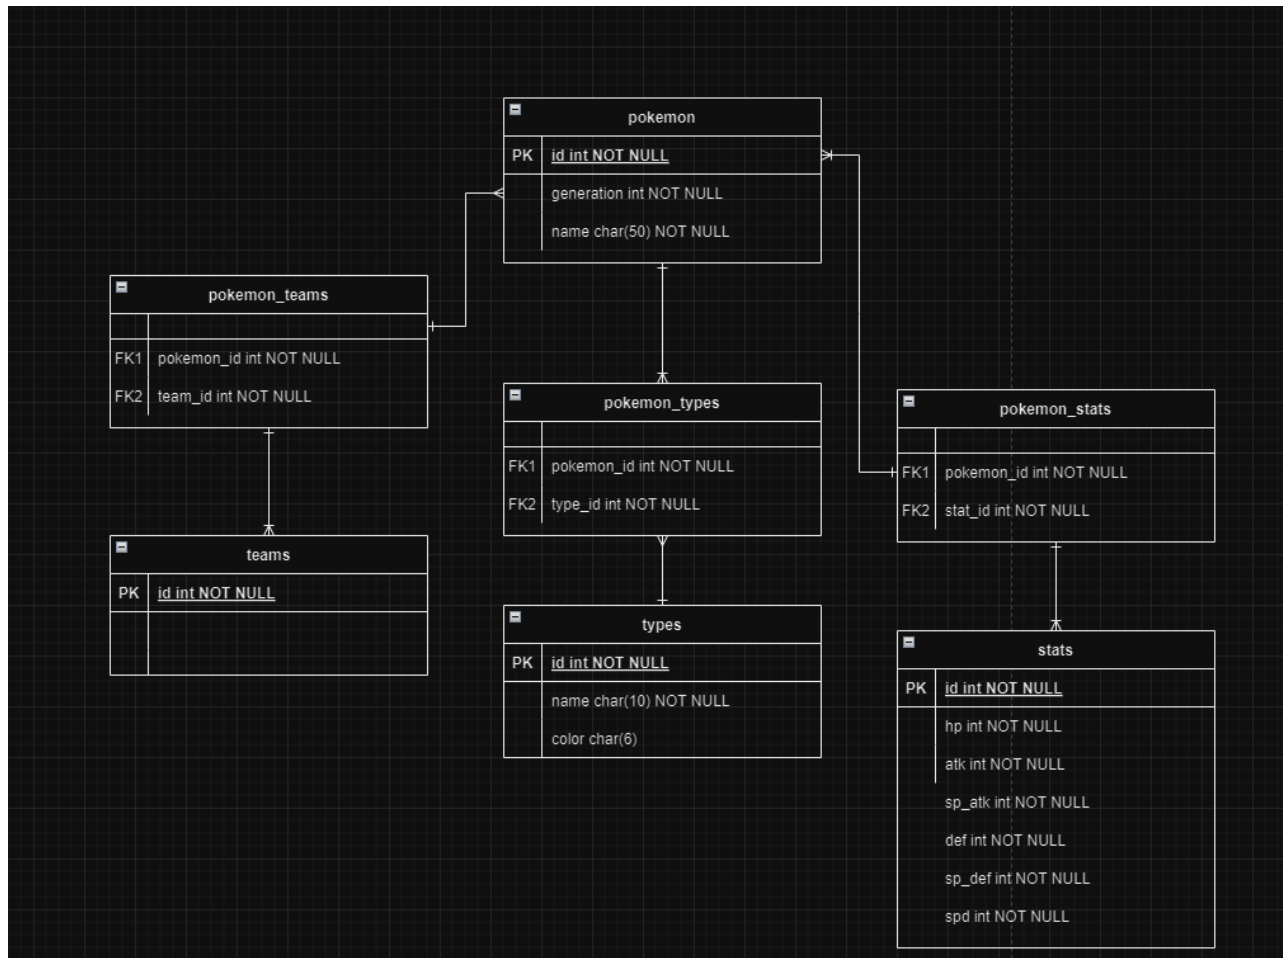 pokemon
PK id int NOT NULL
generation int NOT NULL
name char(50) NOT NULL
pokemon_teams
FK1 pokemon_id int NOT NULL
FK2 team_id int NOT NULL
pokemon_types
FK1 pokemon_id int NOT NULL
FK2 type_id int NOT NULL
pokemon_stats
FK1 pokemon_id int NOT NULL
FK2 stat_id int NOT NULL
teams
PK id int NOT NULL
types
PK id int NOT NULL
name char(10) NOT NULL
color char(6)
stats
PK id int NOT NULL
hp int NOT NULL
atk int NOT NULL
sp_atk int NOT NULL
def int NOT NULL
sp_def int NOT NULL
spd int NOT NULL